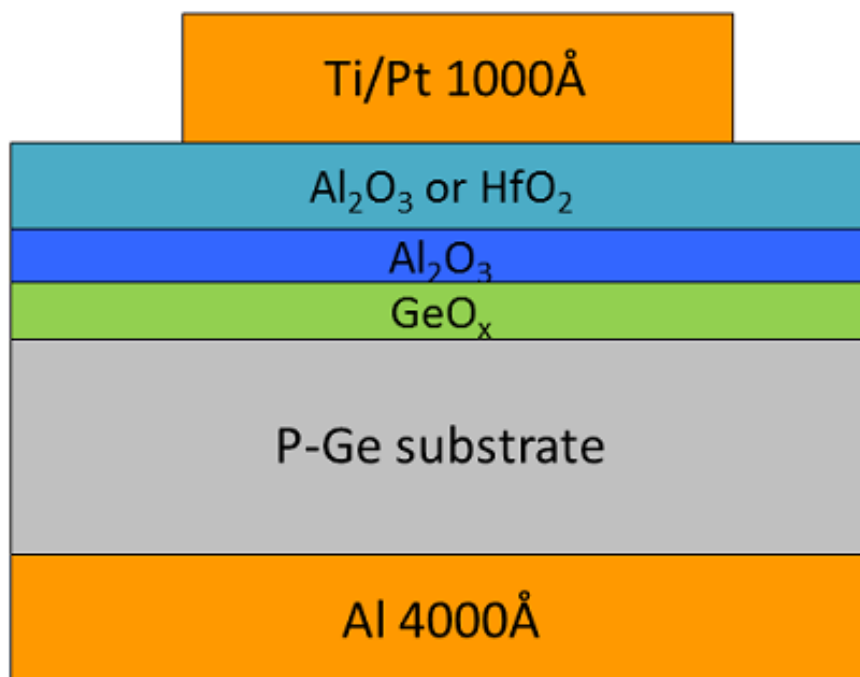 Ti/Pt 1000Å
Al₂O₃ or HfO₂
Al₂O₃
GeOₓ
P-Ge substrate
Al 4000Å